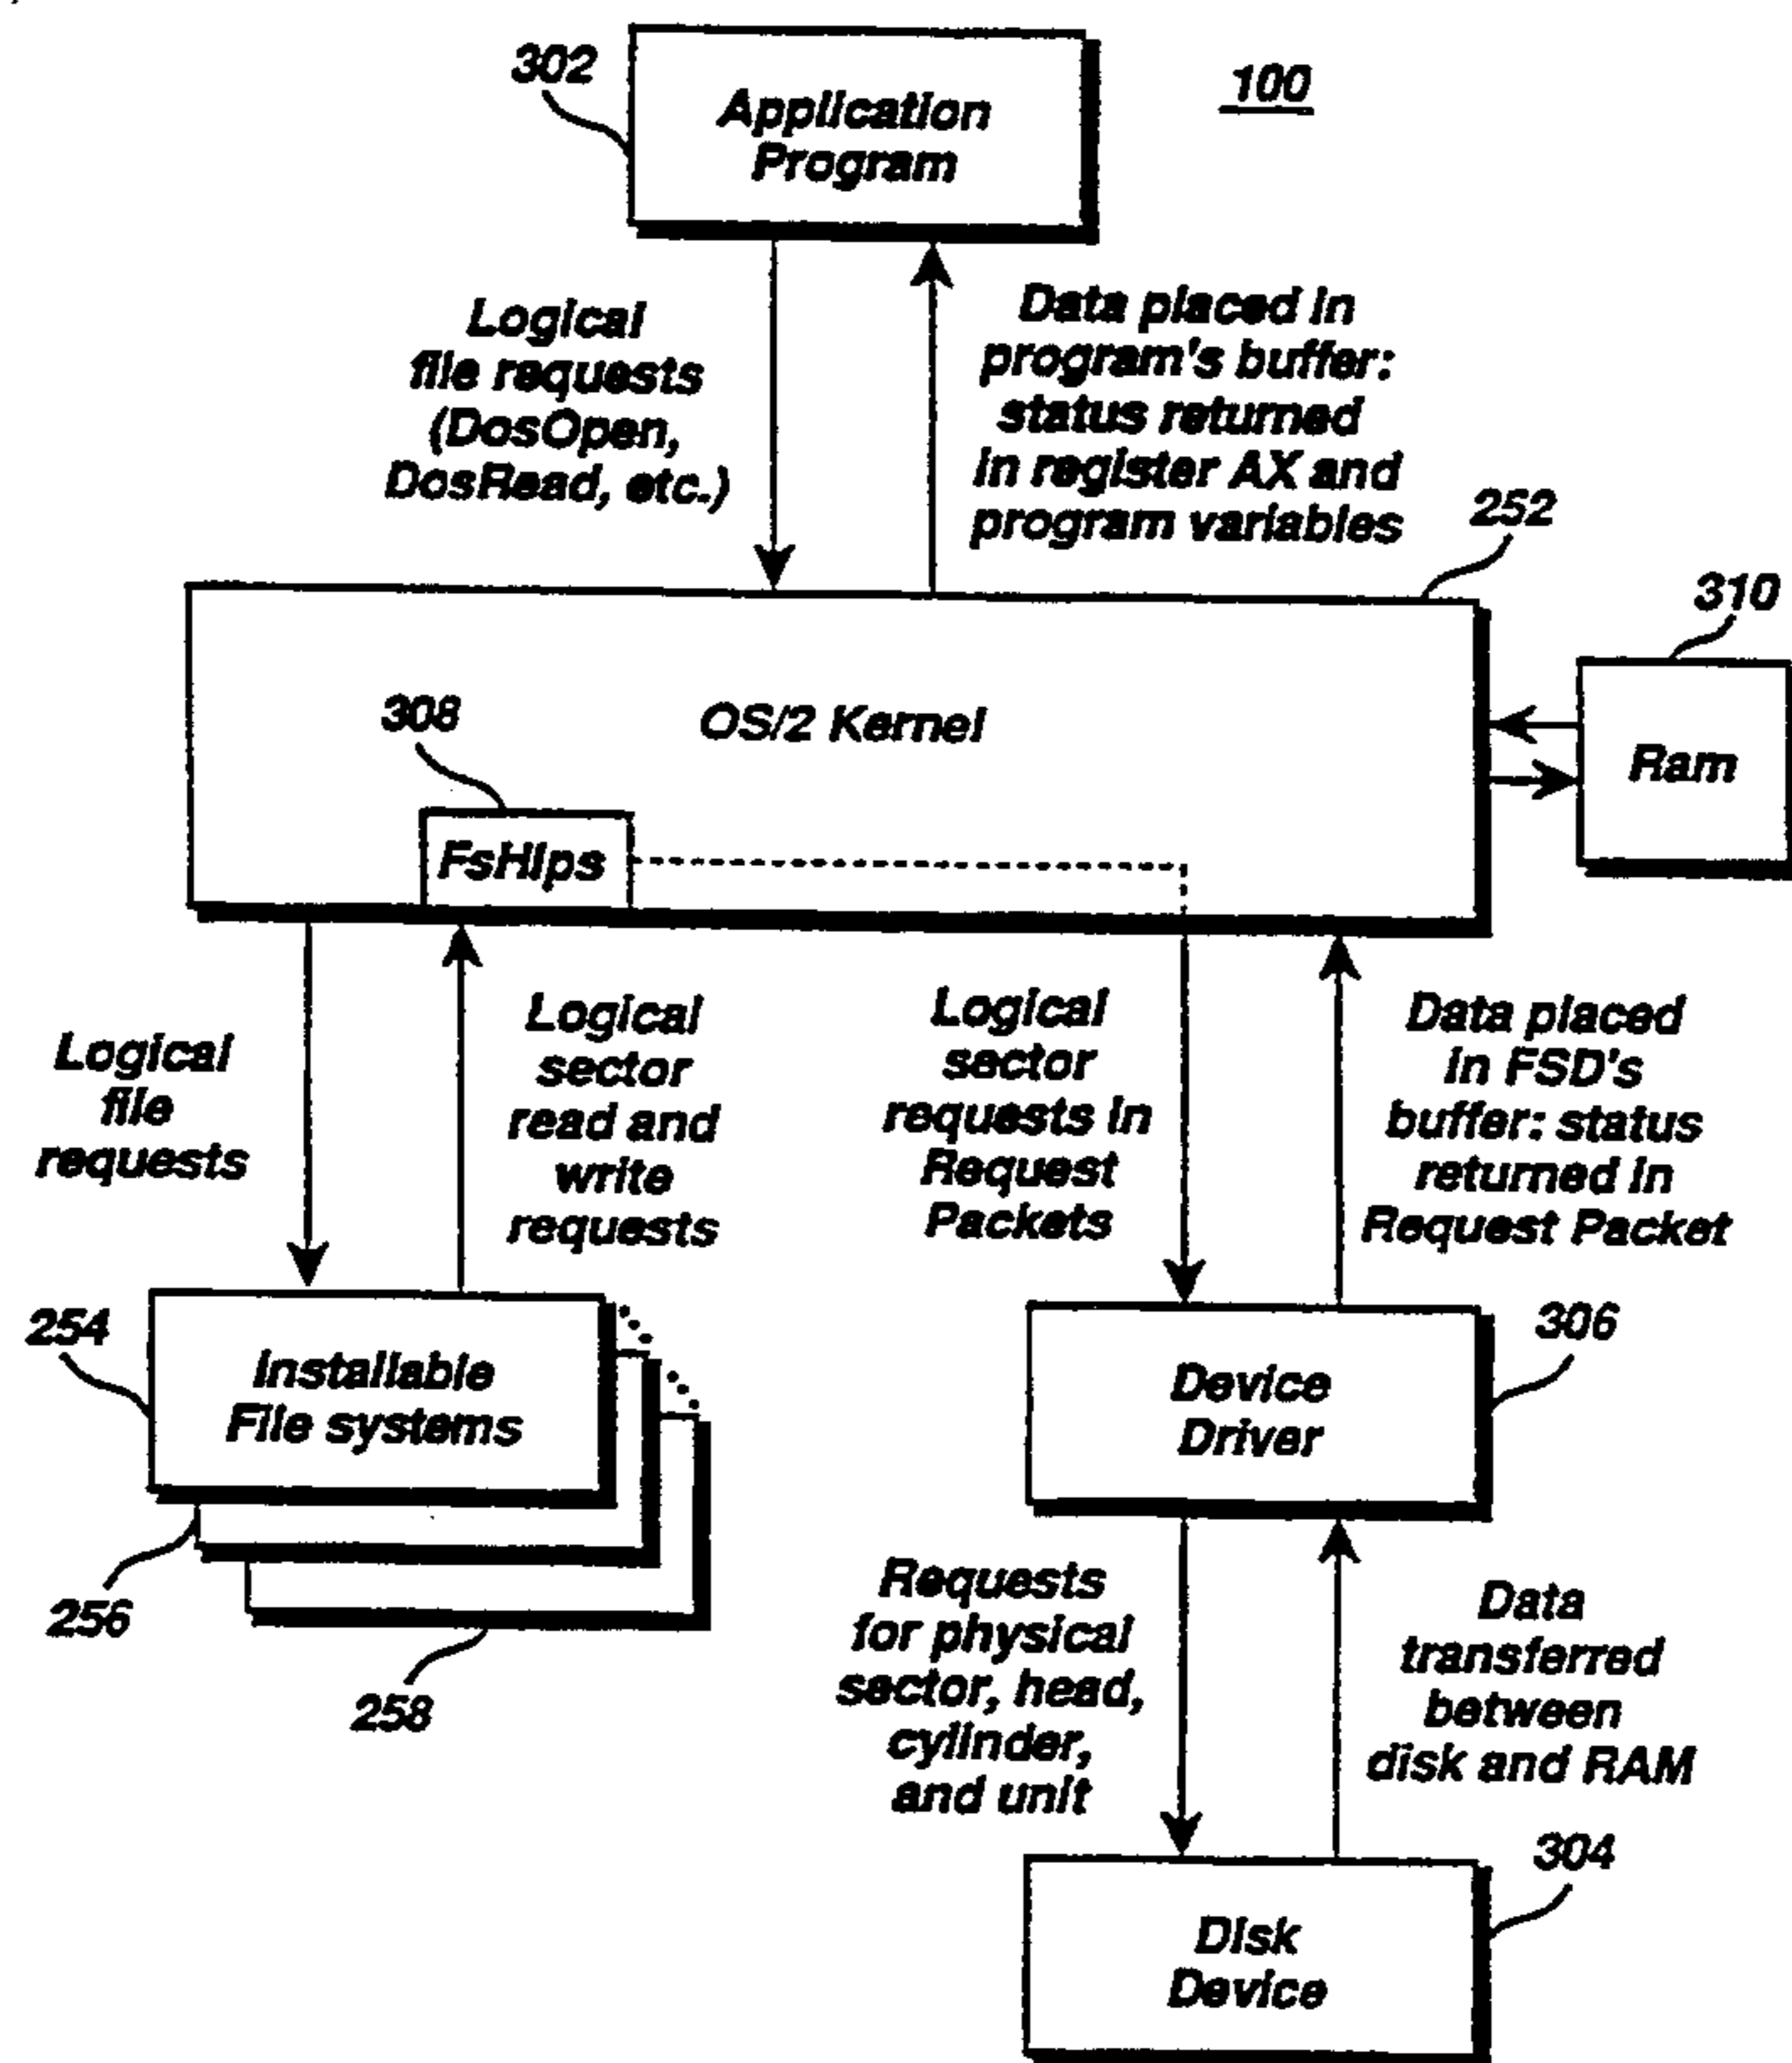 302
100
Application
Program
Logical
file requests
(DosOpen,
DosRead, etc.)
Data placed in
program's buffer:
status returned
in register AX and
program variables
252
310
308
OS/2 Kernel
Ram
FsHlps
Logical
file
requests
Logical
sector
read and
write
requests
Logical
sector
requests in
Request
Packets
Data placed
in FSD's
buffer: status
returned in
Request Packet
254
Installable
File systems
306
Device
Driver
256
258
Requests
for physical
sector, head,
cylinder,
and unit
Data
transferred
between
disk and RAM
304
Disk
Device